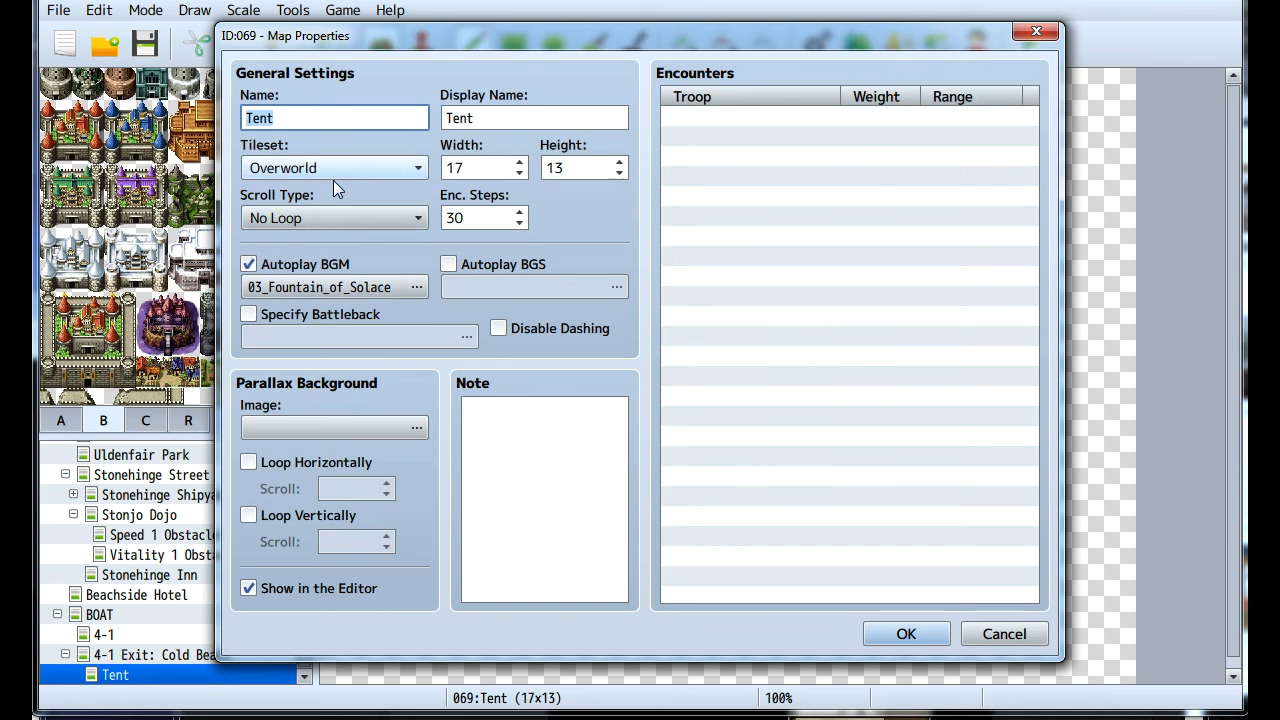 File Edit Mode Draw Scale Tools Game Help
ID:069 - Map Properties
General Settings
Name:
Display Name:
Tent
Tent
Tileset:
Width:
Height:
Overworld
17
13
Scroll Type:
Enc. Steps:
No Loop
30
Autoplay BGM
Autoplay BGS
03_Fountain_of_Solace ...
...
Specify Battleback
...
Disable Dashing
Parallax Background
Image:
...
Loop Horizontally
Scroll:
Loop Vertically
Scroll:
Show in the Editor
Note
Encounters
Troop Weight Range
OK Cancel
A B C R
Uldenfair Park
Stonehinge Street
Stonehinge Shipya
Stonjo Dojo
Speed 1 Obstacl
Vitality 1 Obst
Stonehinge Inn
Beachside Hotel
BOAT
4-1
4-1 Exit: Cold Bea
Tent
069:Tent (17x13)
100%